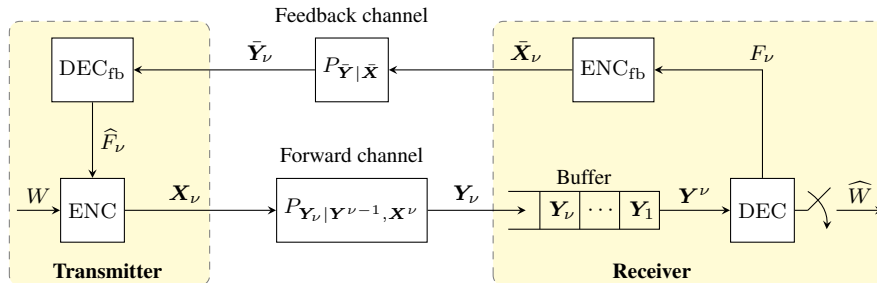 Feedback channel
DEC_fb
Ȳ_ν
P_{Ȳ|X̄}
X̄_ν
ENC_fb
F_ν
F̂_ν
Forward channel
Buffer
W
ENC
X_ν
P_{Y_ν|Y^{ν−1},X^ν}
Y_ν
Y_ν ··· Y_1
Y^ν
DEC
Ŵ
Transmitter
Receiver